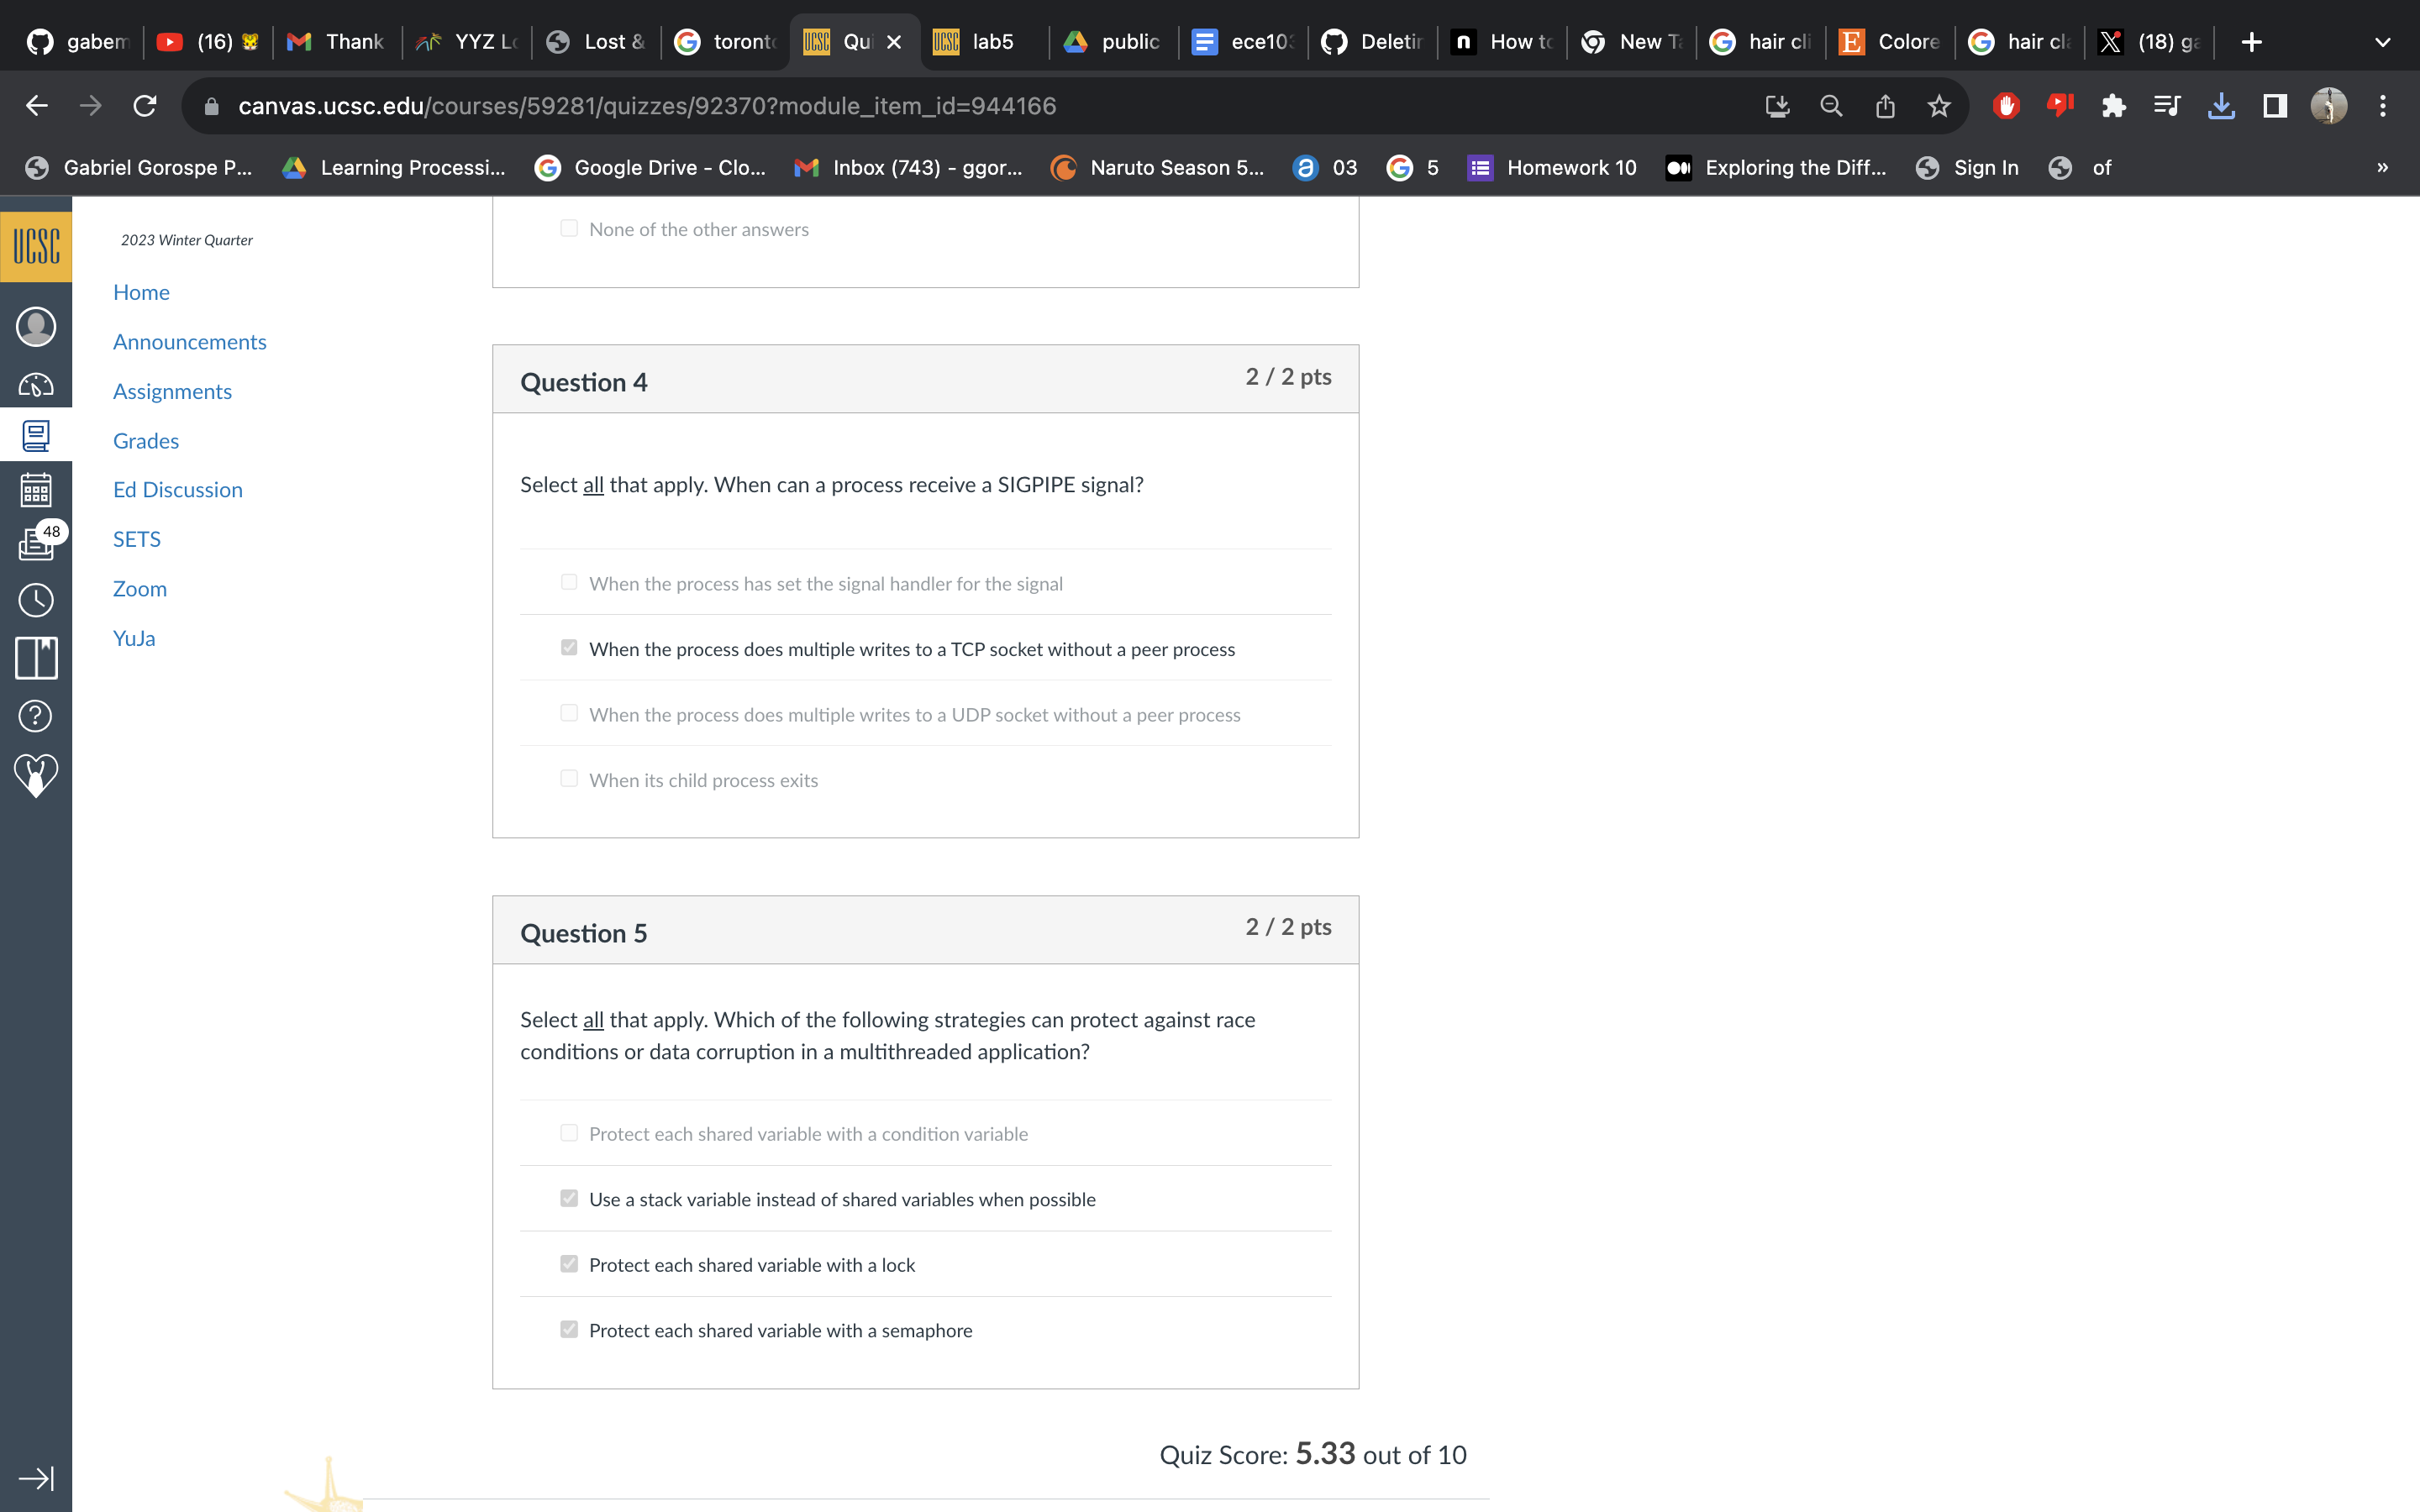 gabem
(16)
Thank
YYZ Lo
Lost &
toronto
Qui
lab5
public
ece103
Deletin
How to
New Ta
hair cli
Colore
hair cla
(18) ga
canvas.ucsc.edu/courses/59281/quizzes/92370?module_item_id=944166
Gabriel Gorospe P...
Learning Processi...
Google Drive - Clo...
Inbox (743) - ggor...
Naruto Season 5...
03
5
Homework 10
Exploring the Diff...
Sign In
of
»
UCSC
48
2023 Winter Quarter
Home
Announcements
Assignments
Grades
Ed Discussion
SETS
Zoom
YuJa
None of the other answers
Question 4
2 / 2 pts
Select all that apply. When can a process receive a SIGPIPE signal?
When the process has set the signal handler for the signal
When the process does multiple writes to a TCP socket without a peer process
When the process does multiple writes to a UDP socket without a peer process
When its child process exits
Question 5
2 / 2 pts
Select all that apply. Which of the following strategies can protect against race
conditions or data corruption in a multithreaded application?
Protect each shared variable with a condition variable
Use a stack variable instead of shared variables when possible
Protect each shared variable with a lock
Protect each shared variable with a semaphore
Quiz Score: 5.33 out of 10